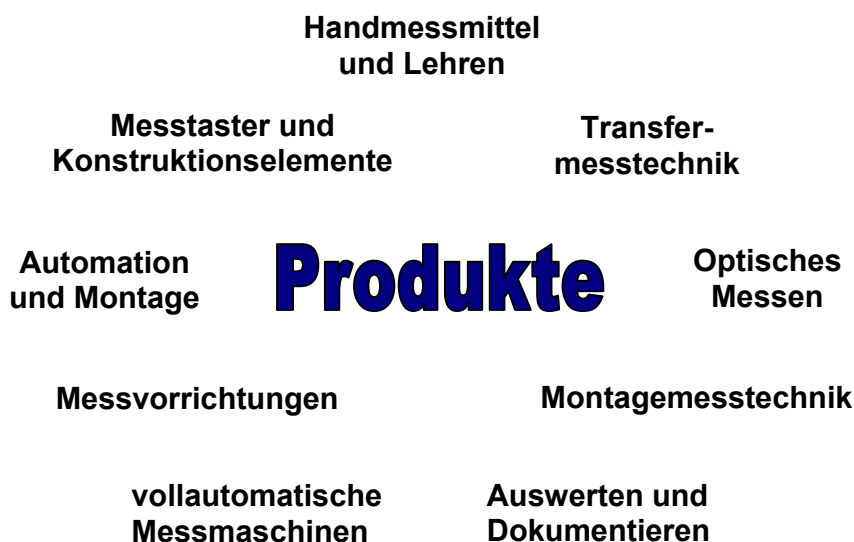 Handmessmittel
und Lehren
Messtaster und
Konstruktionselemente
Transfer-
messtechnik
Automation
und Montage
Produkte
Optisches
Messen
Messvorrichtungen
Montagemesstechnik
vollautomatische
Messmaschinen
Auswerten und
Dokumentieren